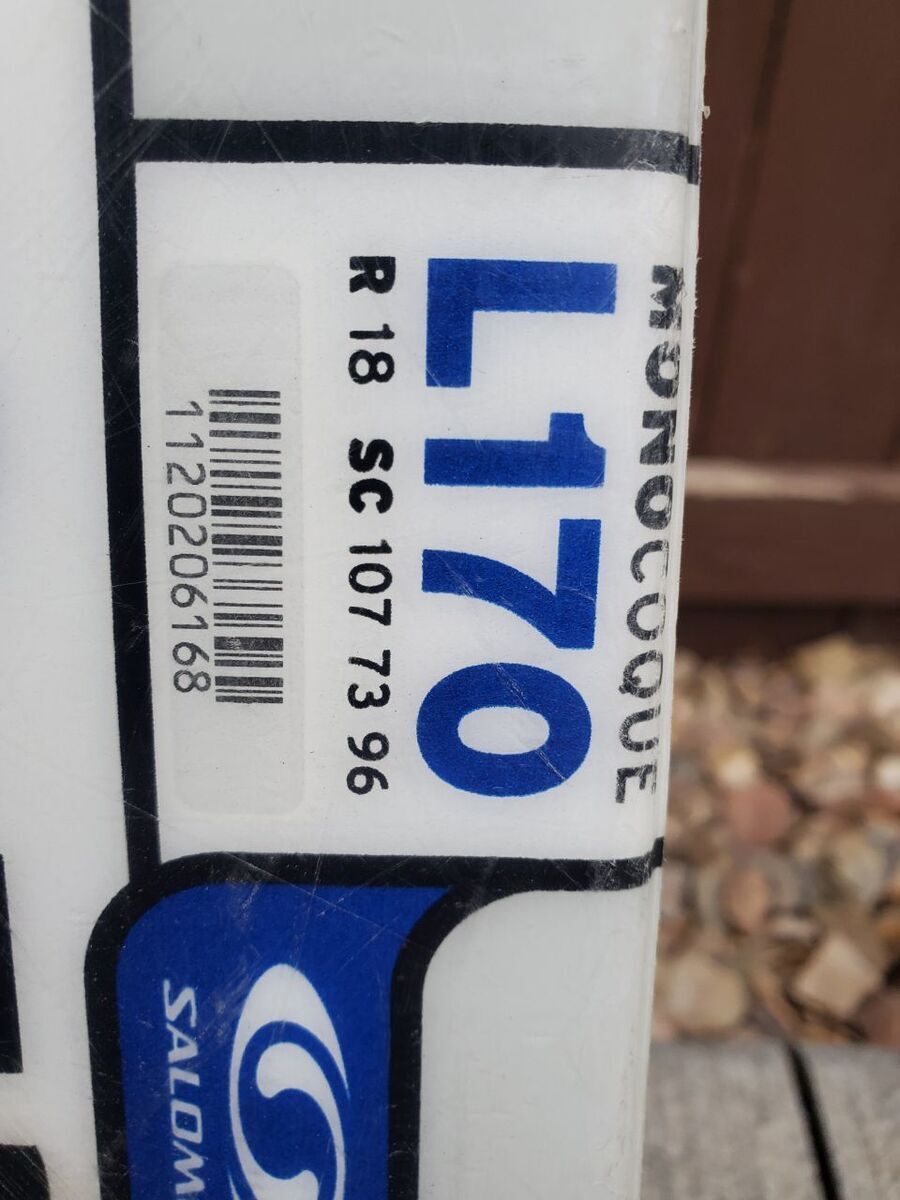 MONOCOQUE
L170
R 18 SC 107 73 96
1120206168
SALOM